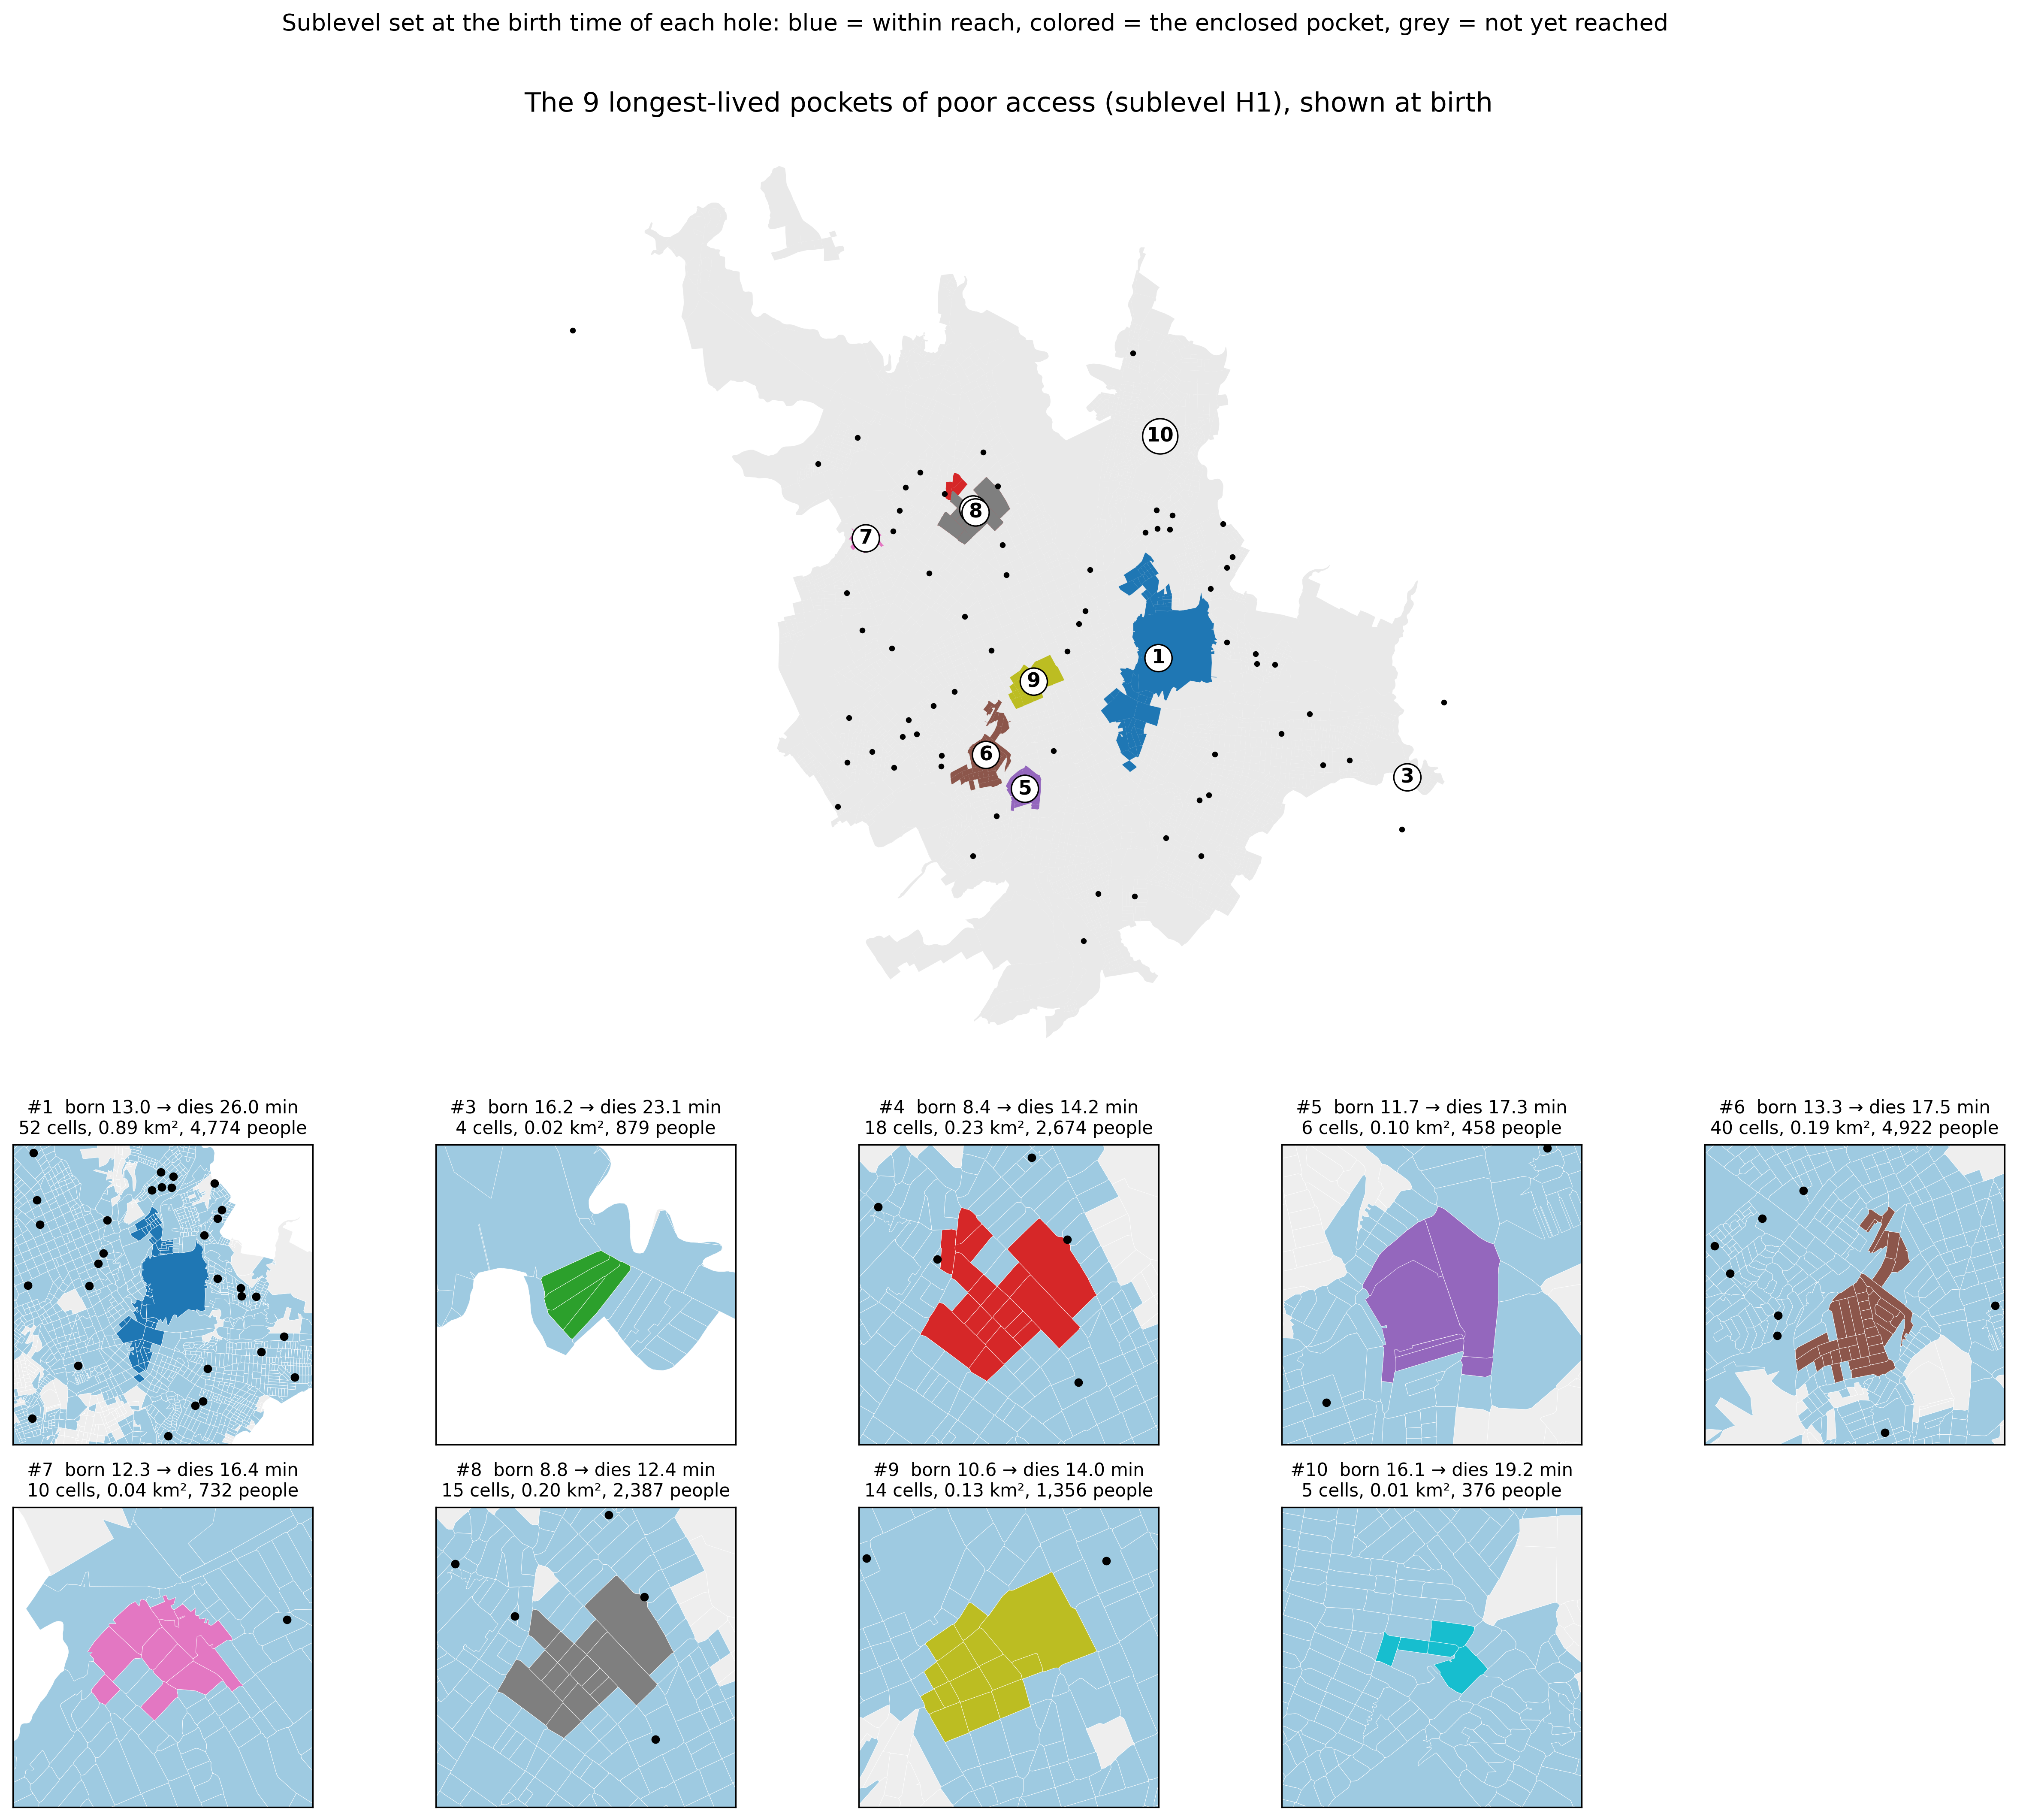 Sublevel set at the birth time of each hole: blue = within reach, colored = the enclosed pocket, grey = not yet reached
The 9 longest-lived pockets of poor access (sublevel H1), shown at birth
10
8
7
1
9
6
3
5
#1 born 13.0 → dies 26.0 min
52 cells, 0.89 km², 4,774 people
#3 born 16.2 → dies 23.1 min
4 cells, 0.02 km², 879 people
#4 born 8.4 → dies 14.2 min
18 cells, 0.23 km², 2,674 people
#5 born 11.7 → dies 17.3 min
6 cells, 0.10 km², 458 people
#6 born 13.3 → dies 17.5 min
40 cells, 0.19 km², 4,922 people
#7 born 12.3 → dies 16.4 min
10 cells, 0.04 km², 732 people
#8 born 8.8 → dies 12.4 min
15 cells, 0.20 km², 2,387 people
#9 born 10.6 → dies 14.0 min
14 cells, 0.13 km², 1,356 people
#10 born 16.1 → dies 19.2 min
5 cells, 0.01 km², 376 people